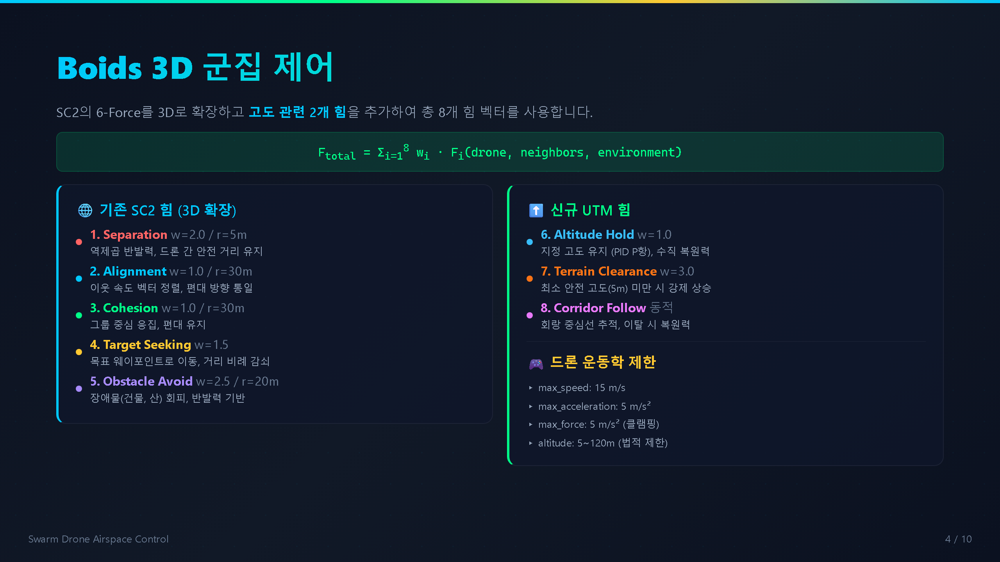 Boids 3D 군집 제어
SC2의 6-Force를 3D로 확장하고 고도 관련 2개 힘을 추가하여 총 8개 힘 벡터를 사용합니다.
F_total = Σ_i=1^8 w_i · F_i(drone, neighbors, environment)
🌐 기존 SC2 힘 (3D 확장)
1. Separation w=2.0 / r=5m
역제곱 반발력, 드론 간 안전 거리 유지
2. Alignment w=1.0 / r=30m
이웃 속도 벡터 정렬, 편대 방향 통일
3. Cohesion w=1.0 / r=30m
그룹 중심 응집, 편대 유지
4. Target Seeking w=1.5
목표 웨이포인트로 이동, 거리 비례 감쇠
5. Obstacle Avoid w=2.5 / r=20m
장애물(건물, 산) 회피, 반발력 기반
⬆️ 신규 UTM 힘
6. Altitude Hold w=1.0
지정 고도 유지 (PID P항), 수직 복원력
7. Terrain Clearance w=3.0
최소 안전 고도(5m) 미만 시 강제 상승
8. Corridor Follow 동적
회랑 중심선 추적, 이탈 시 복원력
🎮 드론 운동학 제한
▸ max_speed: 15 m/s
▸ max_acceleration: 5 m/s²
▸ max_force: 5 m/s² (클램핑)
▸ altitude: 5~120m (법적 제한)
Swarm Drone Airspace Control
4 / 10